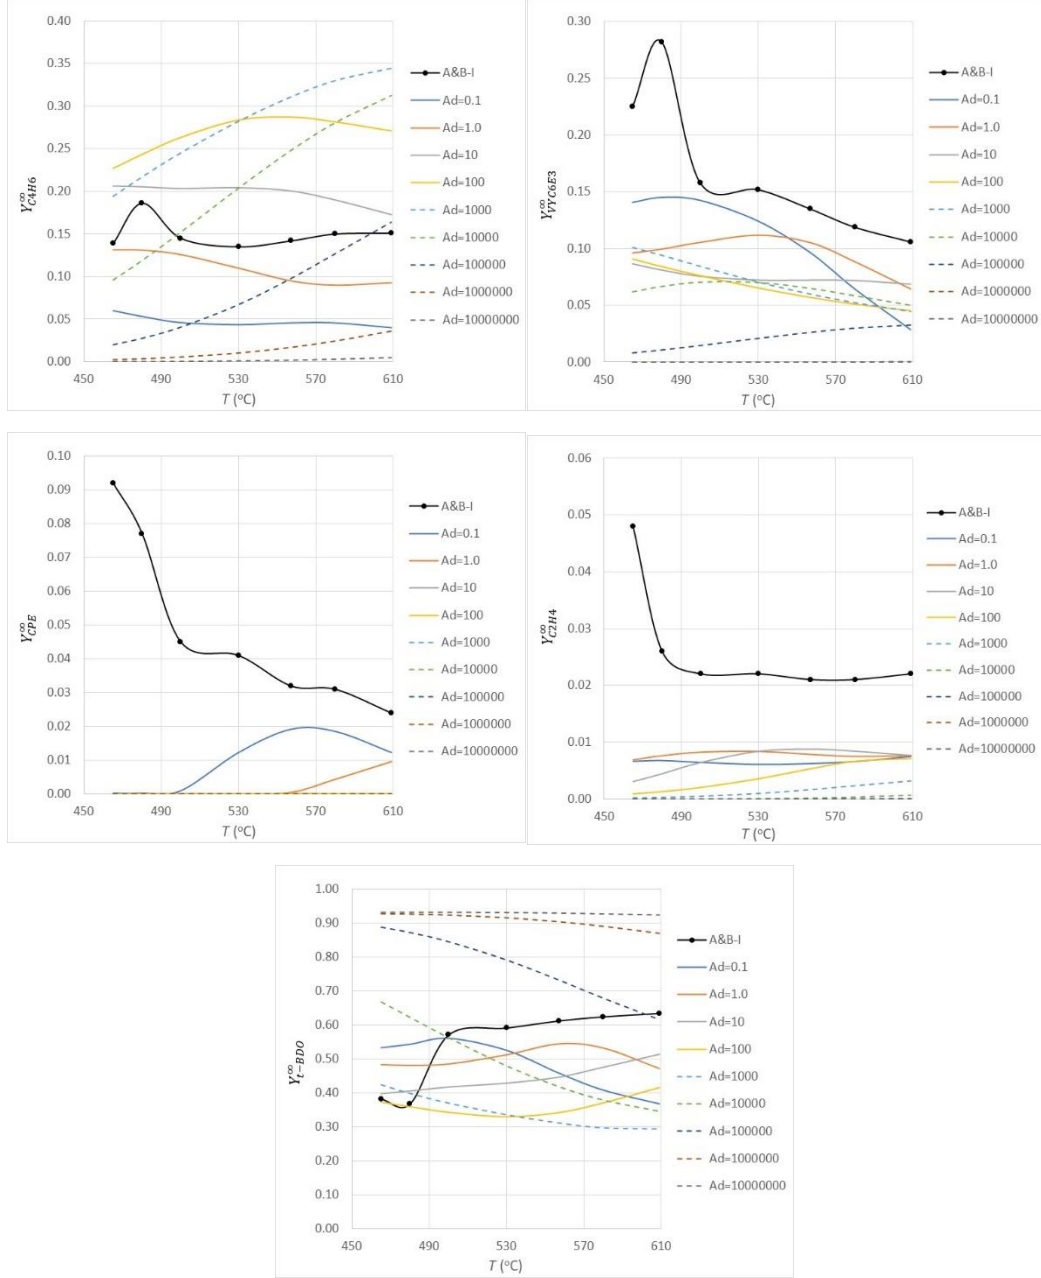 0.40
0.35
0.30
0.25
0.20
0.15
0.10
0.05
0.00
450 490 530 570 610
T (°C)
Y∞C4H6
A&B-I
Ad=0.1
Ad=1.0
Ad=10
Ad=100
Ad=1000
Ad=10000
Ad=100000
Ad=1000000
Ad=10000000
0.30
0.25
0.20
0.15
0.10
0.05
0.00
450 490 530 570 610
T (°C)
Y∞VYC6E3
A&B-I
Ad=0.1
Ad=1.0
Ad=10
Ad=100
Ad=1000
Ad=10000
Ad=100000
Ad=1000000
Ad=10000000
0.10
0.09
0.08
0.07
0.06
0.05
0.04
0.03
0.02
0.01
0.00
450 490 530 570 610
T (°C)
Y∞CPE
A&B-I
Ad=0.1
Ad=1.0
Ad=10
Ad=100
Ad=1000
Ad=10000
Ad=100000
Ad=1000000
Ad=10000000
0.06
0.05
0.04
0.03
0.02
0.01
0.00
450 490 530 570 610
T (°C)
Y∞C2H4
A&B-I
Ad=0.1
Ad=1.0
Ad=10
Ad=100
Ad=1000
Ad=10000
Ad=100000
Ad=1000000
Ad=10000000
1.00
0.90
0.80
0.70
0.60
0.50
0.40
0.30
0.20
0.10
0.00
450 490 530 570 610
T (°C)
Y∞t-BDO
A&B-I
Ad=0.1
Ad=1.0
Ad=10
Ad=100
Ad=1000
Ad=10000
Ad=100000
Ad=1000000
Ad=10000000